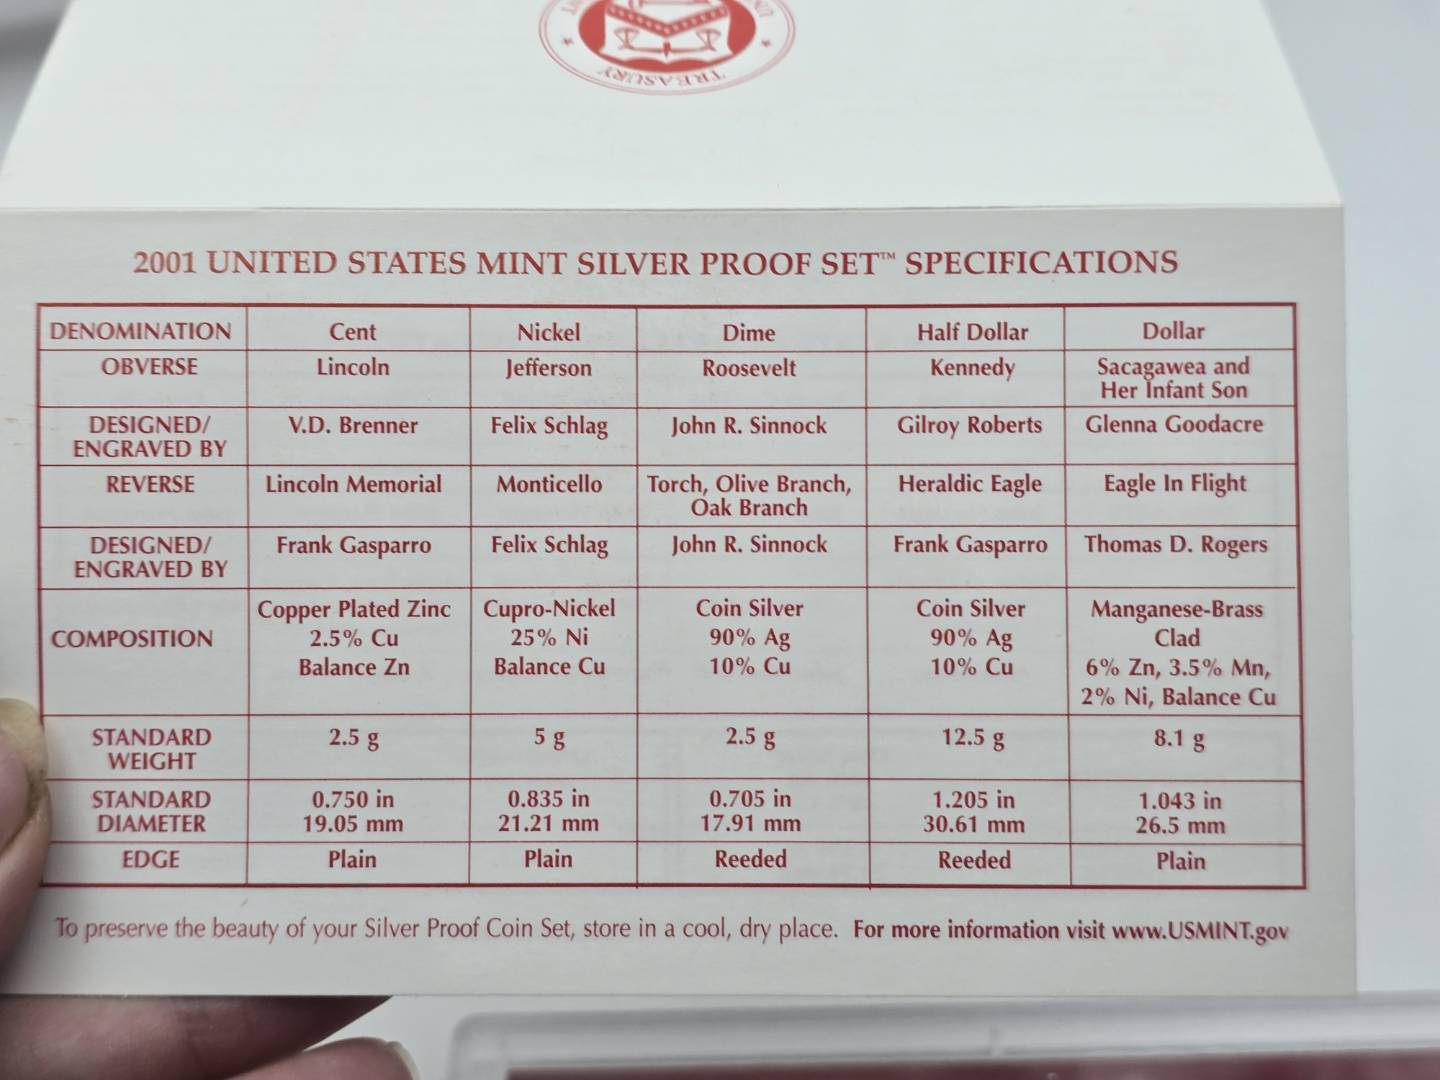 TREASURY
2001 UNITED STATES MINT SILVER PROOF SET™ SPECIFICATIONS
DENOMINATION Cent Nickel Dime Half Dollar Dollar
OBVERSE Lincoln Jefferson Roosevelt Kennedy Sacagawea and
Her Infant Son
DESIGNED/ V.D. Brenner Felix Schlag John R. Sinnock Gilroy Roberts Glenna Goodacre
ENGRAVED BY
REVERSE Lincoln Memorial Monticello Torch, Olive Branch, Heraldic Eagle Eagle In Flight
Oak Branch
DESIGNED/ Frank Gasparro Felix Schlag John R. Sinnock Frank Gasparro Thomas D. Rogers
ENGRAVED BY
Copper Plated Zinc Cupro-Nickel Coin Silver Coin Silver Manganese-Brass
COMPOSITION 2.5% Cu 25% Ni 90% Ag 90% Ag Clad
Balance Zn Balance Cu 10% Cu 10% Cu 6% Zn, 3.5% Mn,
2% Ni, Balance Cu
STANDARD 2.5 g 5 g 2.5 g 12.5 g 8.1 g
WEIGHT
STANDARD 0.750 in 0.835 in 0.705 in 1.205 in 1.043 in
DIAMETER 19.05 mm 21.21 mm 17.91 mm 30.61 mm 26.5 mm
EDGE Plain Plain Reeded Reeded Plain
To preserve the beauty of your Silver Proof Coin Set, store in a cool, dry place. For more information visit www.USMINT.gov